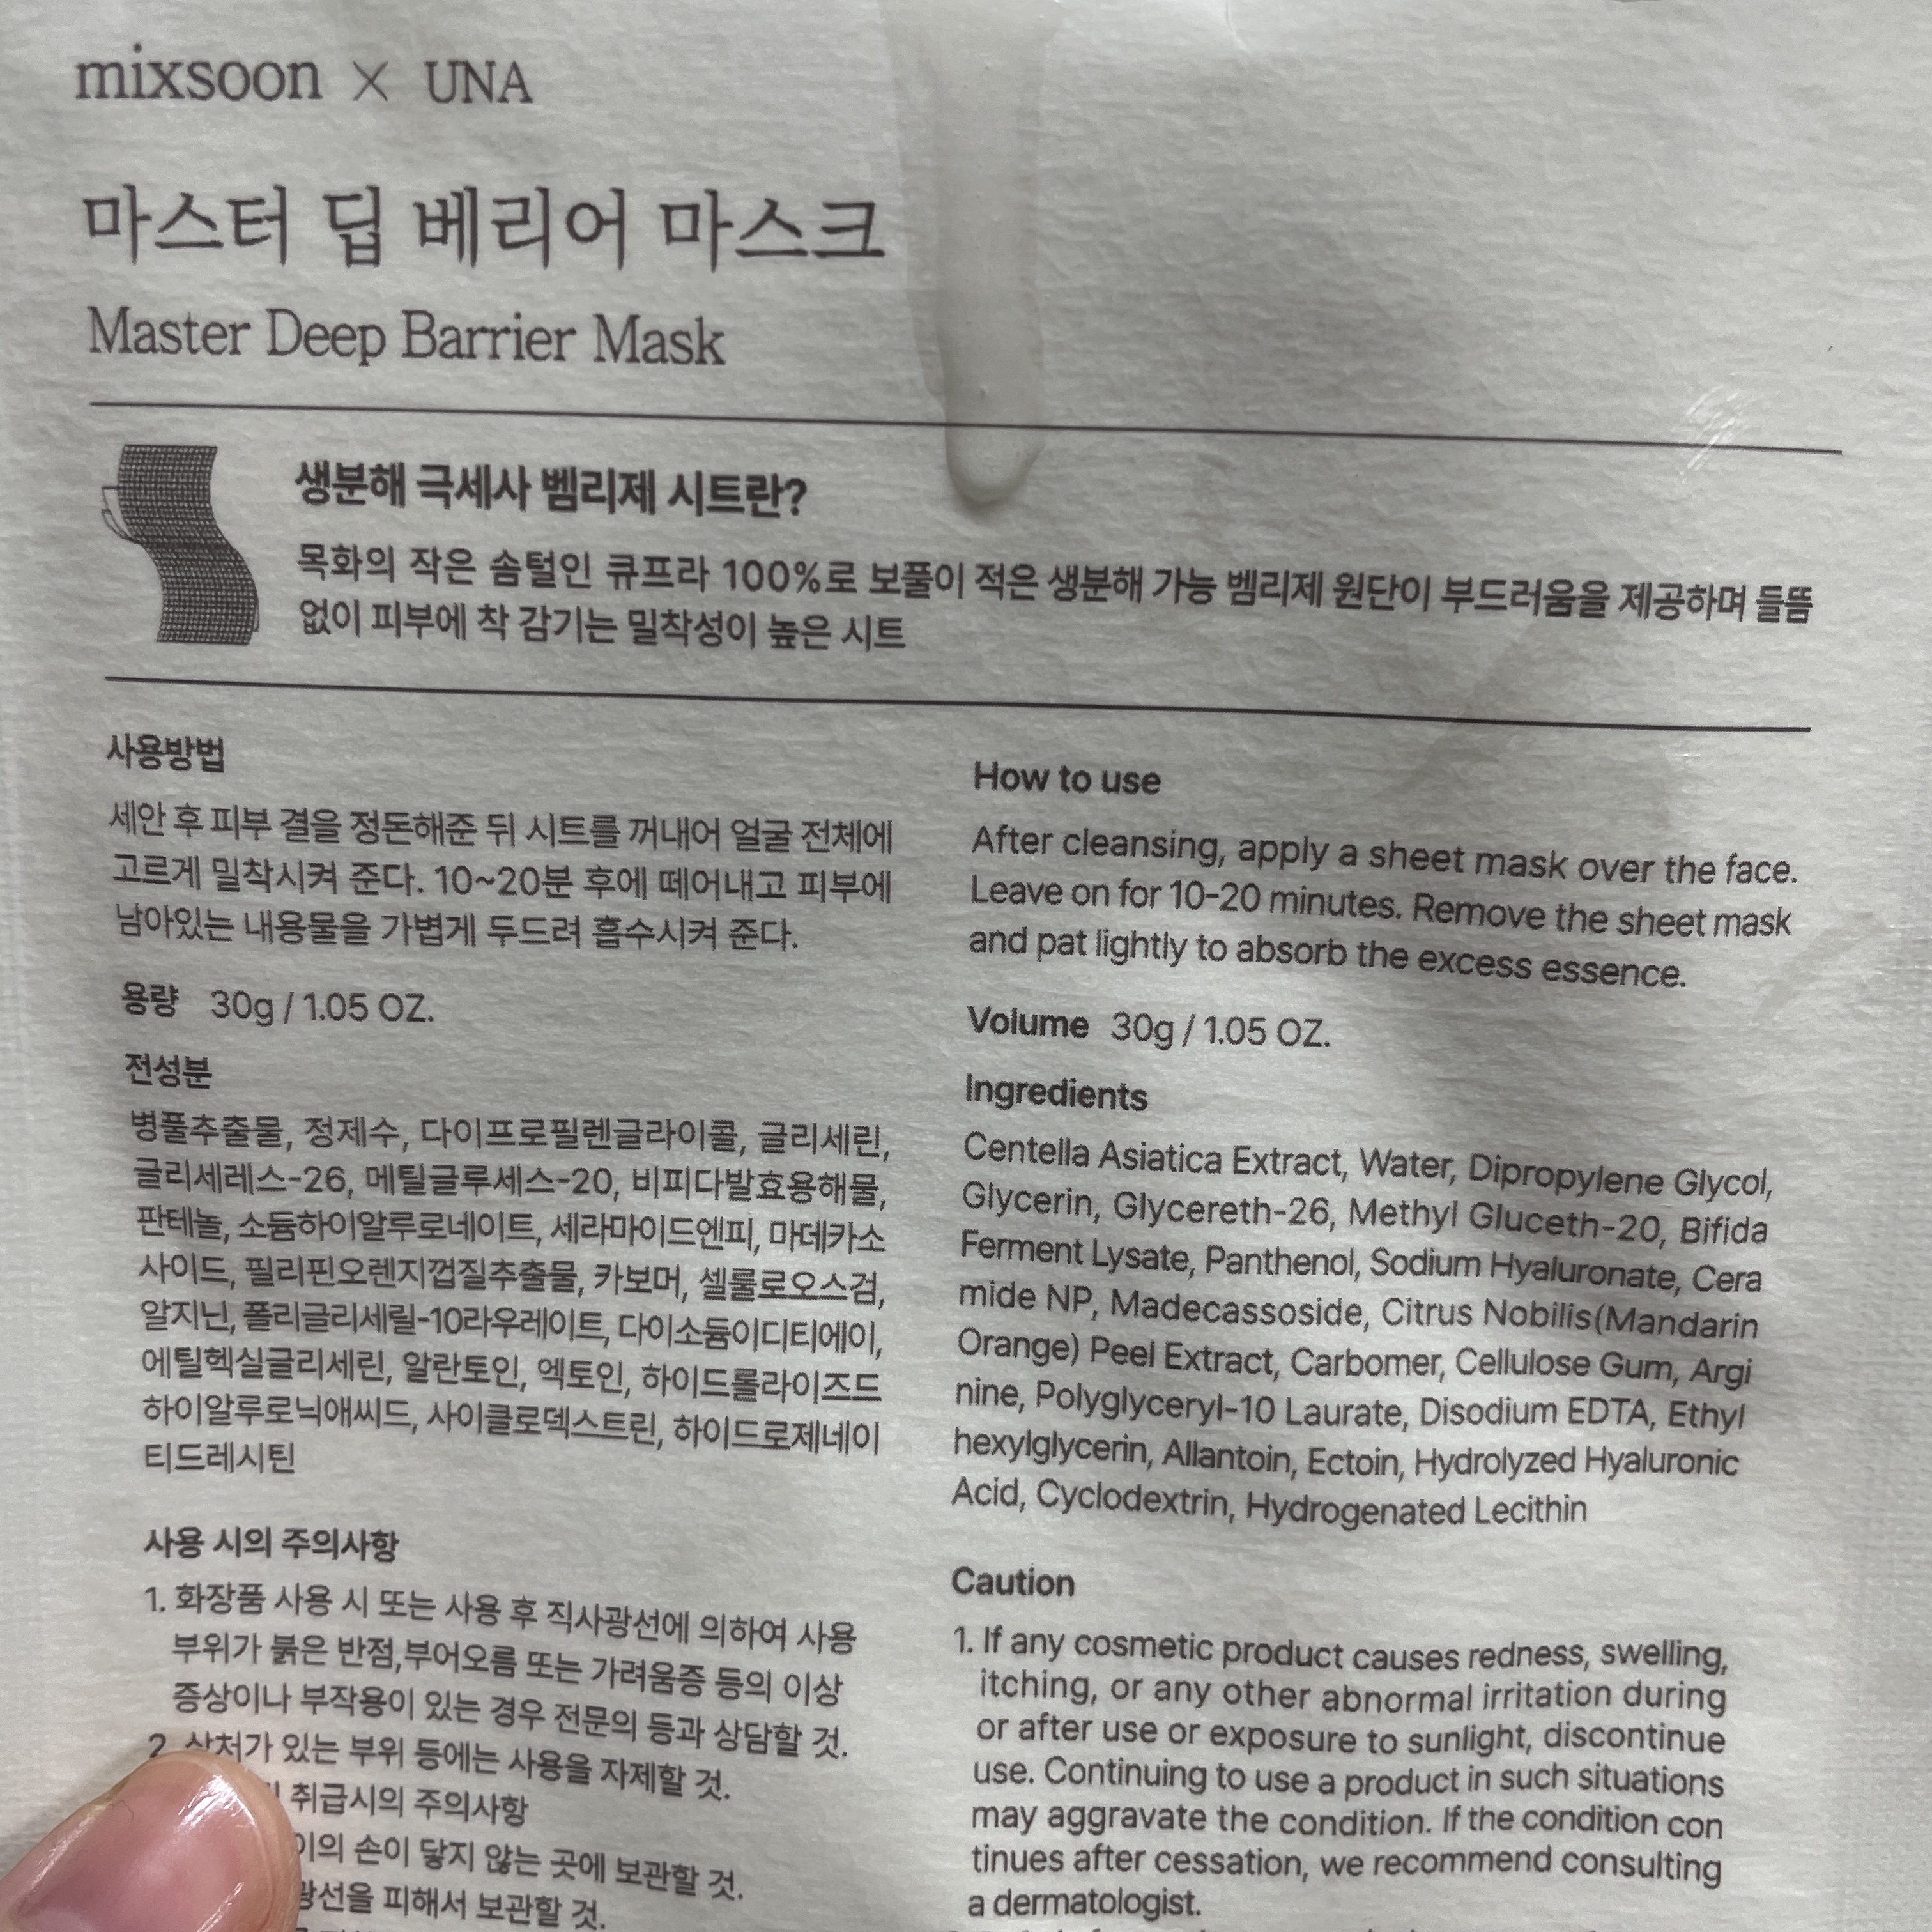 mixsoon × UNA
마스터 딥 베리어 마스크
Master Deep Barrier Mask
생분해 극세사 벰리제 시트란?
목화의 작은 솜털인 큐프라 100%로 보풀이 적은 생분해 가능 벰리제 원단이 부드러움을 제공하며 들뜸
없이 피부에 착 감기는 밀착성이 높은 시트
사용방법
세안 후 피부 결을 정돈해준 뒤 시트를 꺼내어 얼굴 전체에
고르게 밀착시켜 준다. 10~20분 후에 떼어내고 피부에
남아있는 내용물을 가볍게 두드려 흡수시켜 준다.
용량 30g / 1.05 OZ.
전성분
병풀추출물, 정제수, 다이프로필렌글라이콜, 글리세린,
글리세레스-26, 메틸글루세스-20, 비피다발효용해물,
판테놀, 소듐하이알루로네이트, 세라마이드엔피, 마데카소
사이드, 필리핀오렌지껍질추출물, 카보머, 셀룰로오스검,
알지닌, 폴리글리세릴-10라우레이트, 다이소듐이디티에이,
에틸헥실글리세린, 알란토인, 엑토인, 하이드롤라이즈드
하이알루로닉애씨드, 사이클로덱스트린, 하이드로제네이
티드레시틴
사용 시의 주의사항
1. 화장품 사용 시 또는 사용 후 직사광선에 의하여 사용
부위가 붉은 반점,부어오름 또는 가려움증 등의 이상
증상이나 부작용이 있는 경우 전문의 등과 상담할 것.
2. 상처가 있는 부위 등에는 사용을 자제할 것.
취급시의 주의사항
손이 닿지 않는 곳에 보관할 것.
피해서 보관할 것.
How to use
After cleansing, apply a sheet mask over the face.
Leave on for 10-20 minutes. Remove the sheet mask
and pat lightly to absorb the excess essence.
Volume 30g / 1.05 OZ.
Ingredients
Centella Asiatica Extract, Water, Dipropylene Glycol,
Glycerin, Glycereth-26, Methyl Gluceth-20, Bifida
Ferment Lysate, Panthenol, Sodium Hyaluronate, Cera
mide NP, Madecassoside, Citrus Nobilis(Mandarin
Orange) Peel Extract, Carbomer, Cellulose Gum, Argi
nine, Polyglyceryl-10 Laurate, Disodium EDTA, Ethyl
hexylglycerin, Allantoin, Ectoin, Hydrolyzed Hyaluronic
Acid, Cyclodextrin, Hydrogenated Lecithin
Caution
1. If any cosmetic product causes redness, swelling,
itching, or any other abnormal irritation during
or after use or exposure to sunlight, discontinue
use. Continuing to use a product in such situations
may aggravate the condition. If the condition con
tinues after cessation, we recommend consulting
a dermatologist.